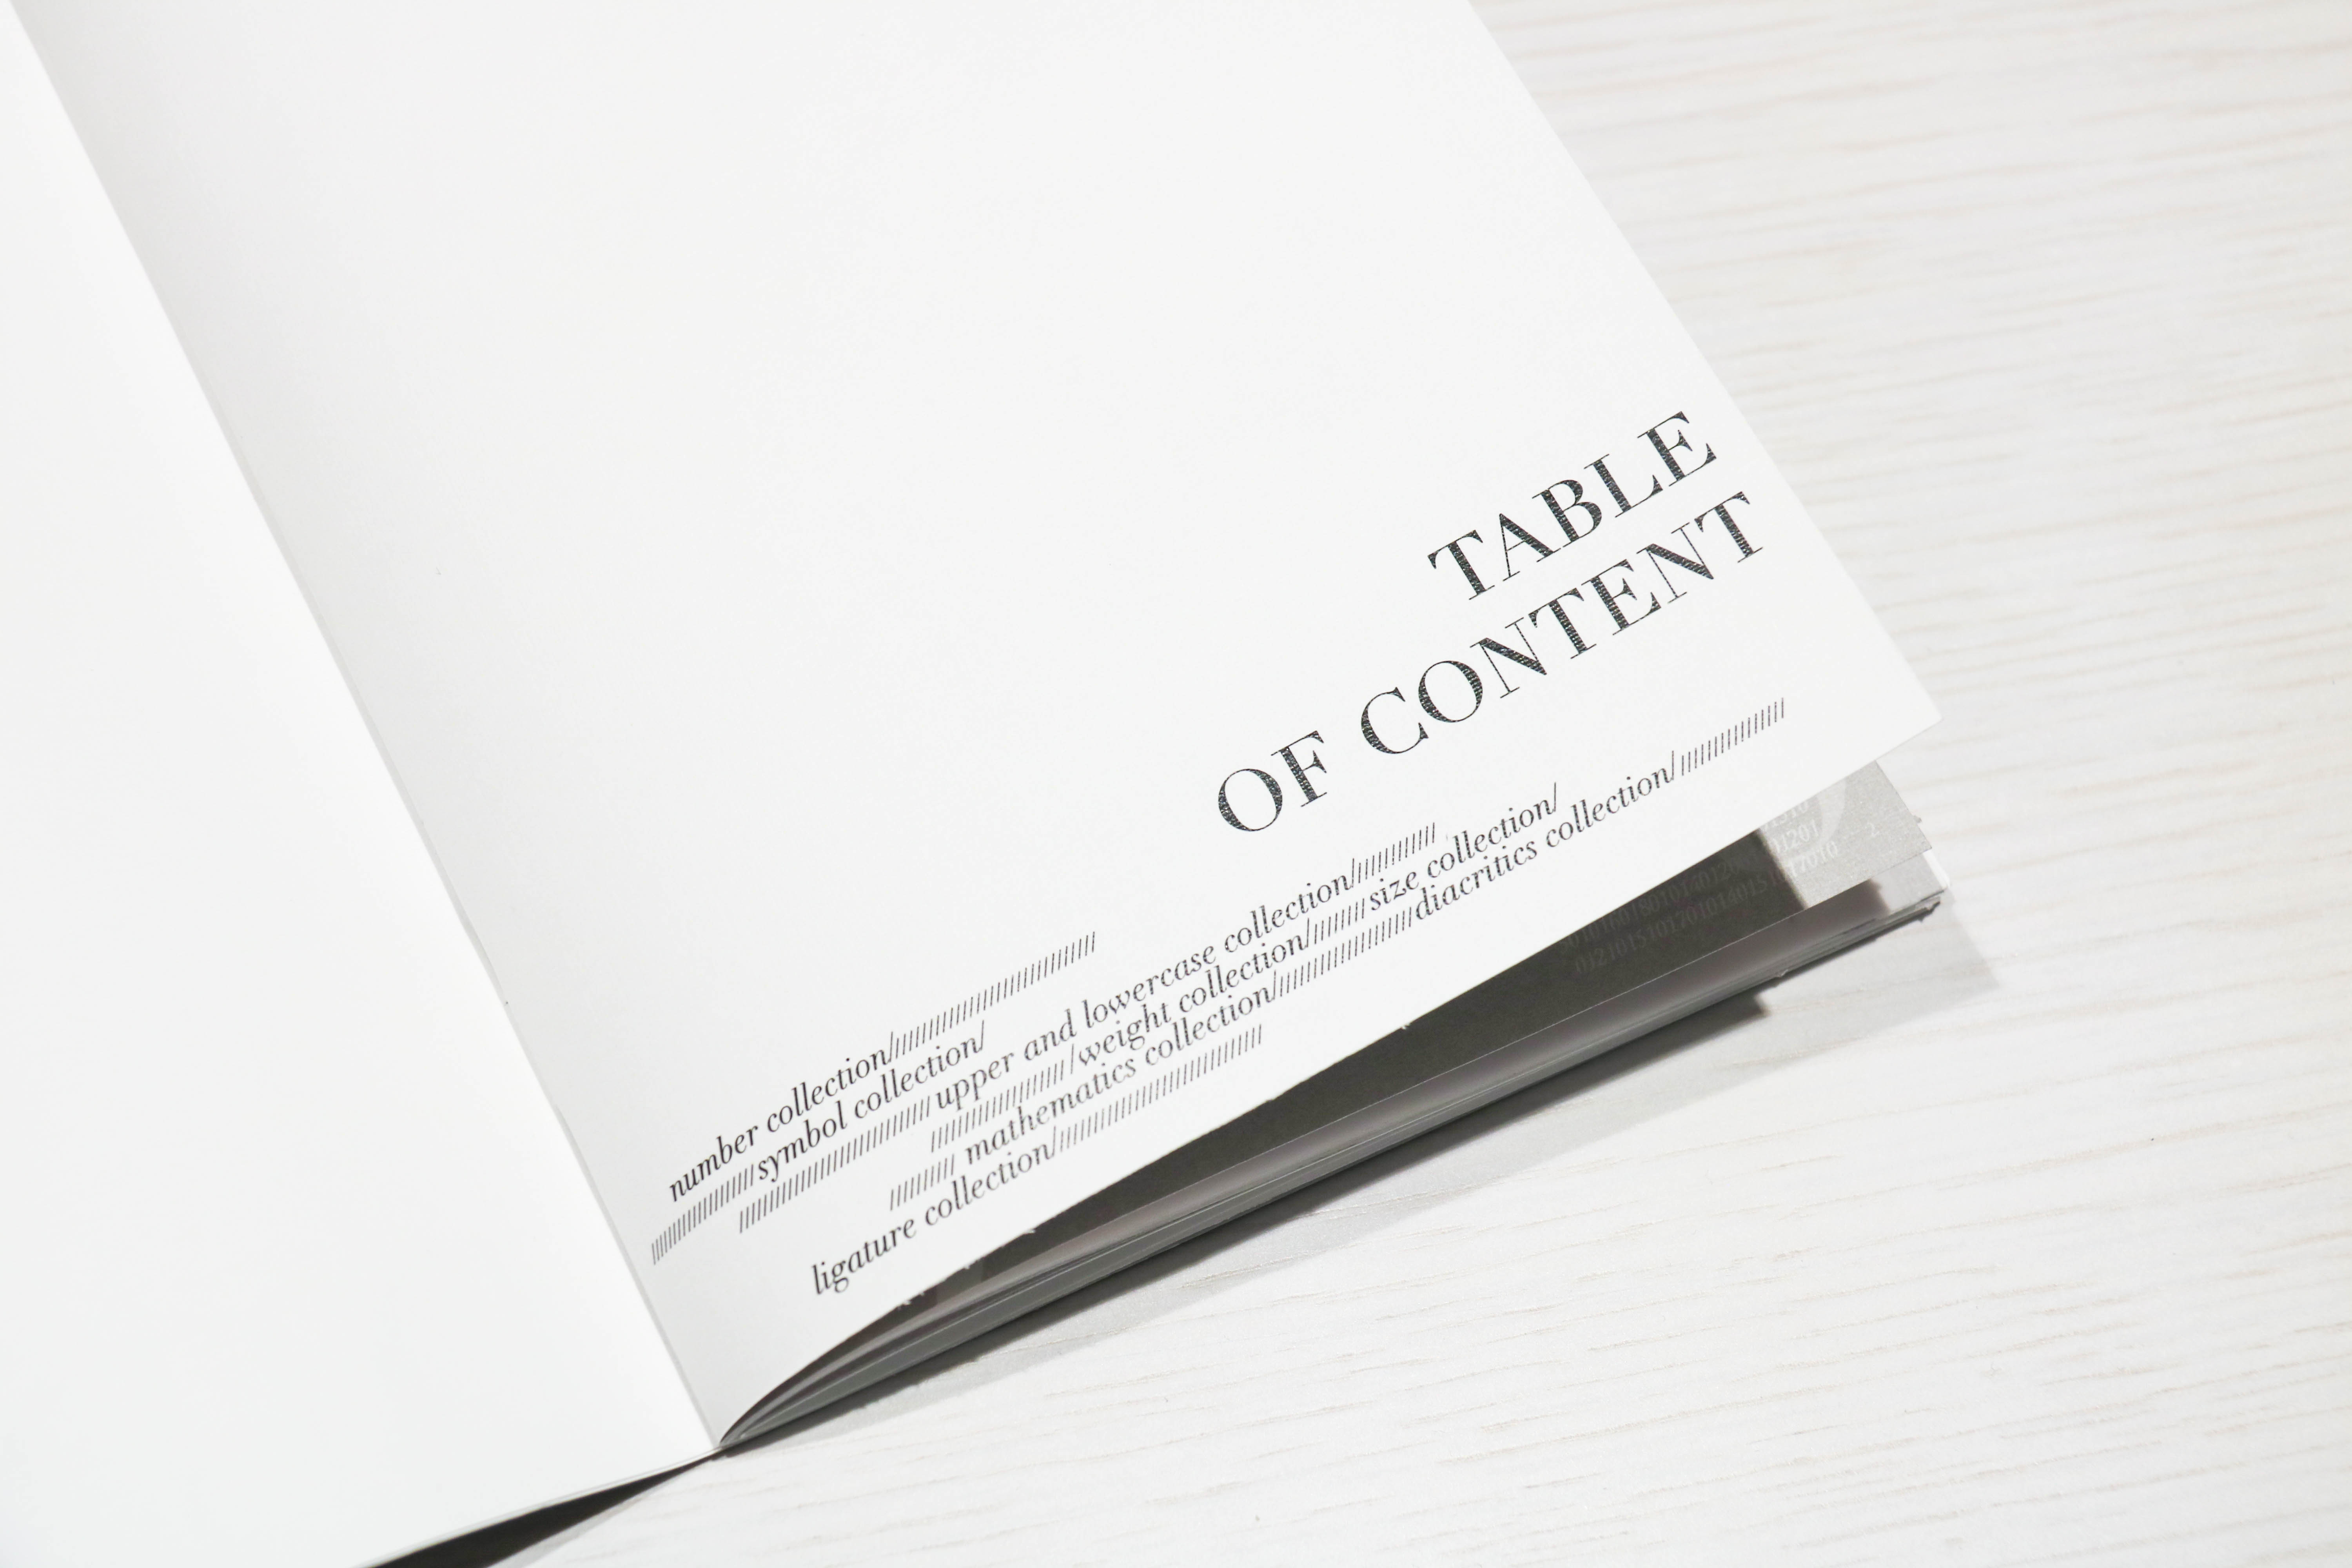 TABLE
OF CONTENT
number collection/////////////////////////////////
/////////////////symbol collection/
///////////////////////////////upper and lowercase collection//////////////
//////////////////////weight collection//////////size collection/
////////// mathematics collection///////////////////////diacritics collection/////////////////
ligature collection/////////////////////////////////